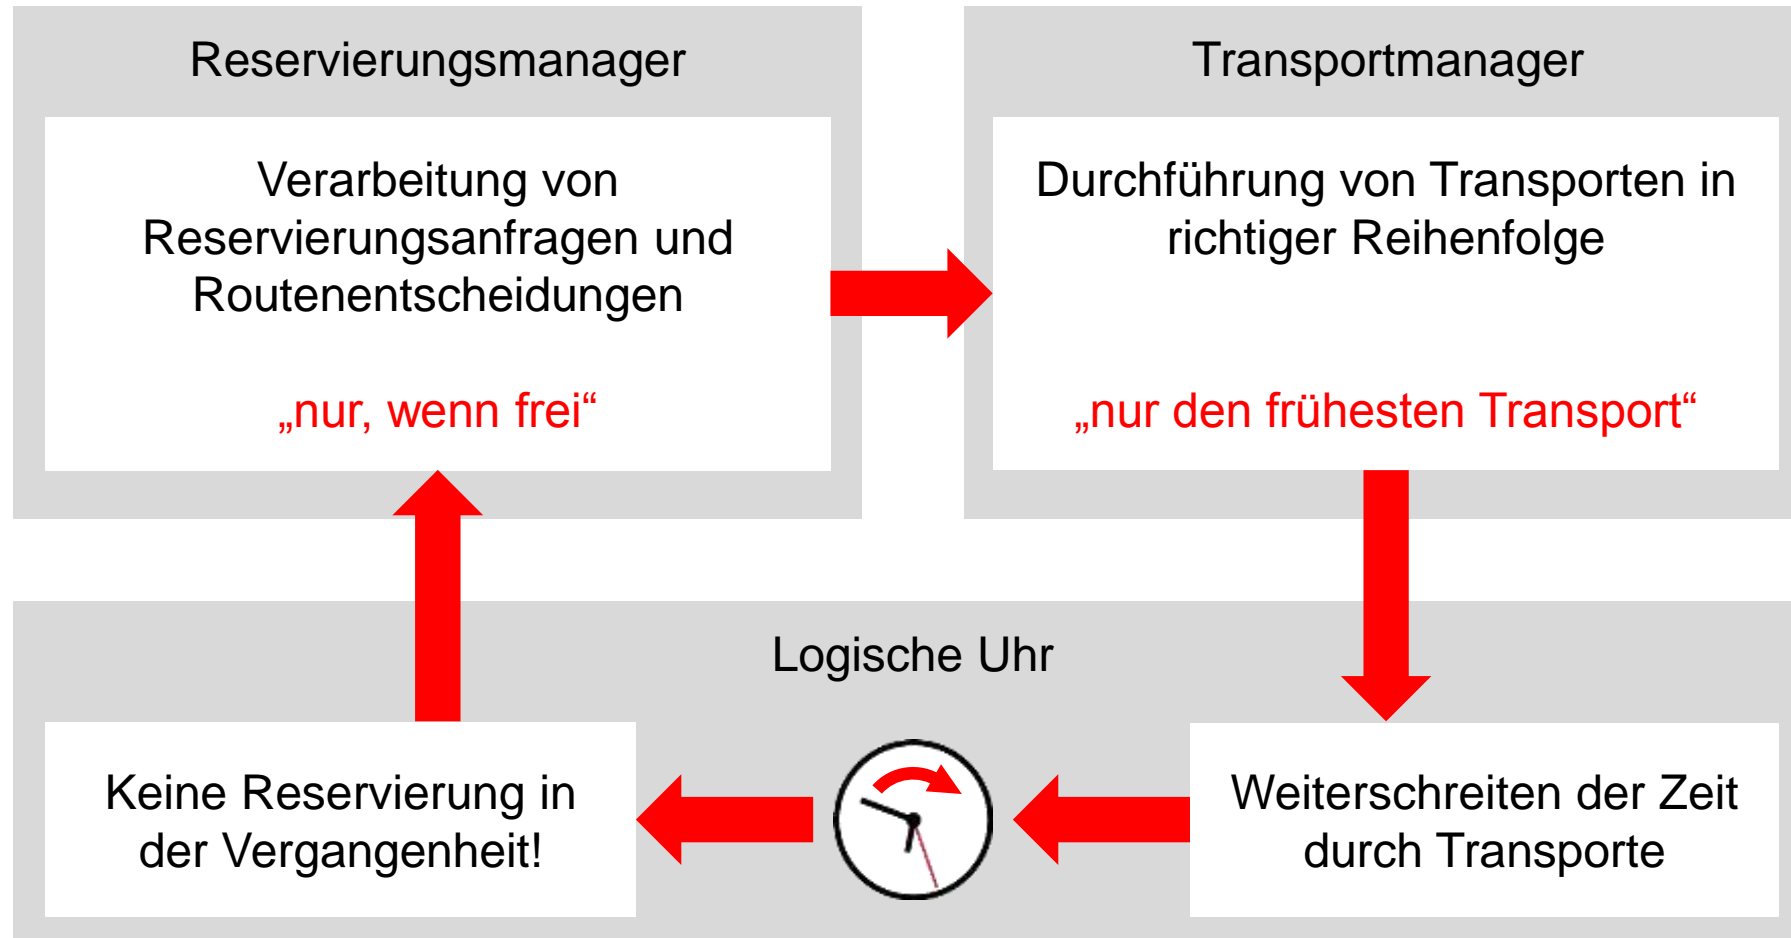 Reservierungsmanager
Verarbeitung von
Reservierungsanfragen und
Routenentscheidungen
„nur, wenn frei“
Transportmanager
Durchführung von Transporten in
richtiger Reihenfolge
„nur den frühesten Transport“
Logische Uhr
Keine Reservierung in
der Vergangenheit!
Weiterschreiten der Zeit
durch Transporte